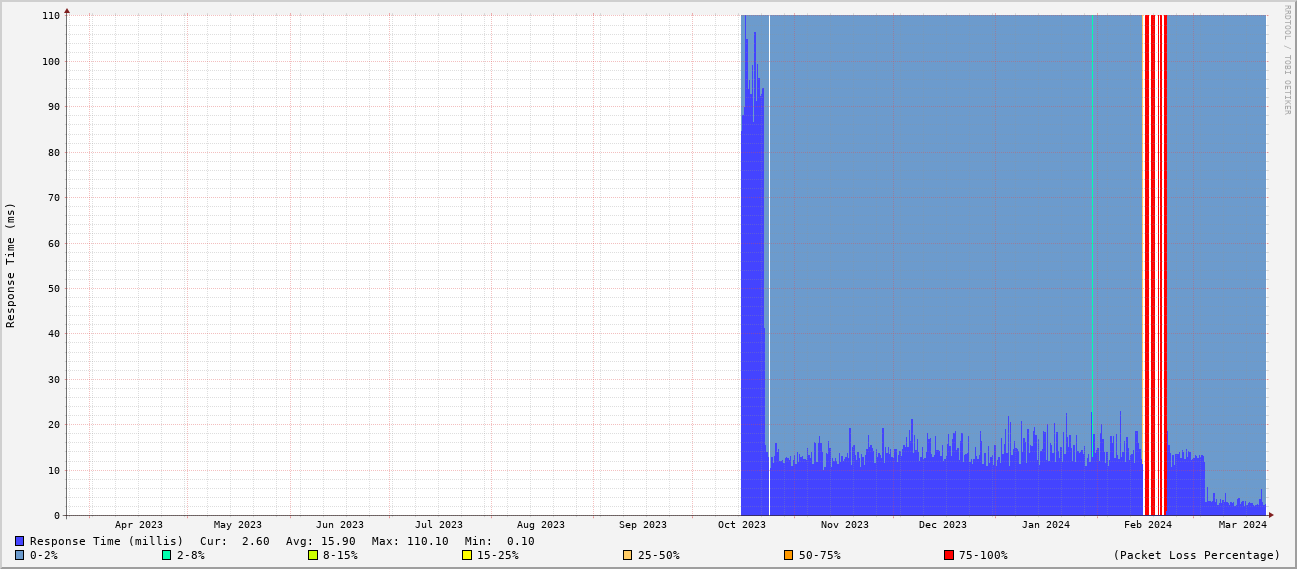 110
100
90
80
70
60
50
40
30
20
10
0
Response Time (ms)
RRDTOOL / TOBI OETIKER
Apr 2023 May 2023 Jun 2023 Jul 2023 Aug 2023 Sep 2023 Oct 2023 Nov 2023 Dec 2023 Jan 2024 Feb 2024 Mar 2024
Response Time (millis) Cur: 2.60 Avg: 15.90 Max: 110.10 Min: 0.10
0-2% 2-8% 8-15% 15-25% 25-50% 50-75% 75-100% (Packet Loss Percentage)